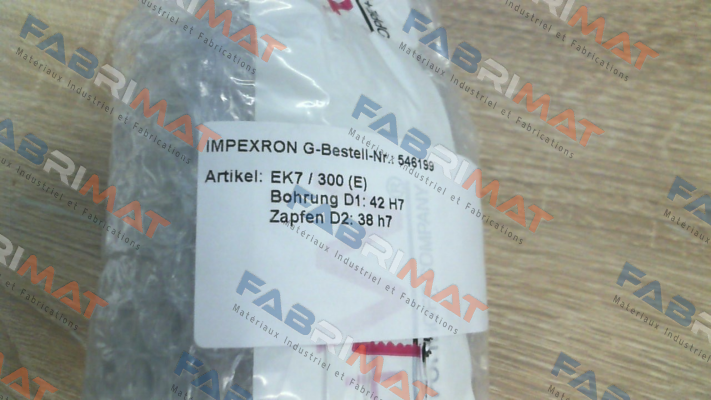 IMPEXRON G-Bestell-Nr.: 546199
Artikel: EK7 / 300 (E)
Bohrung D1: 42 H7
Zapfen D2: 38 h7
FABRIMAT
Matériaux Industriel et Fabrications